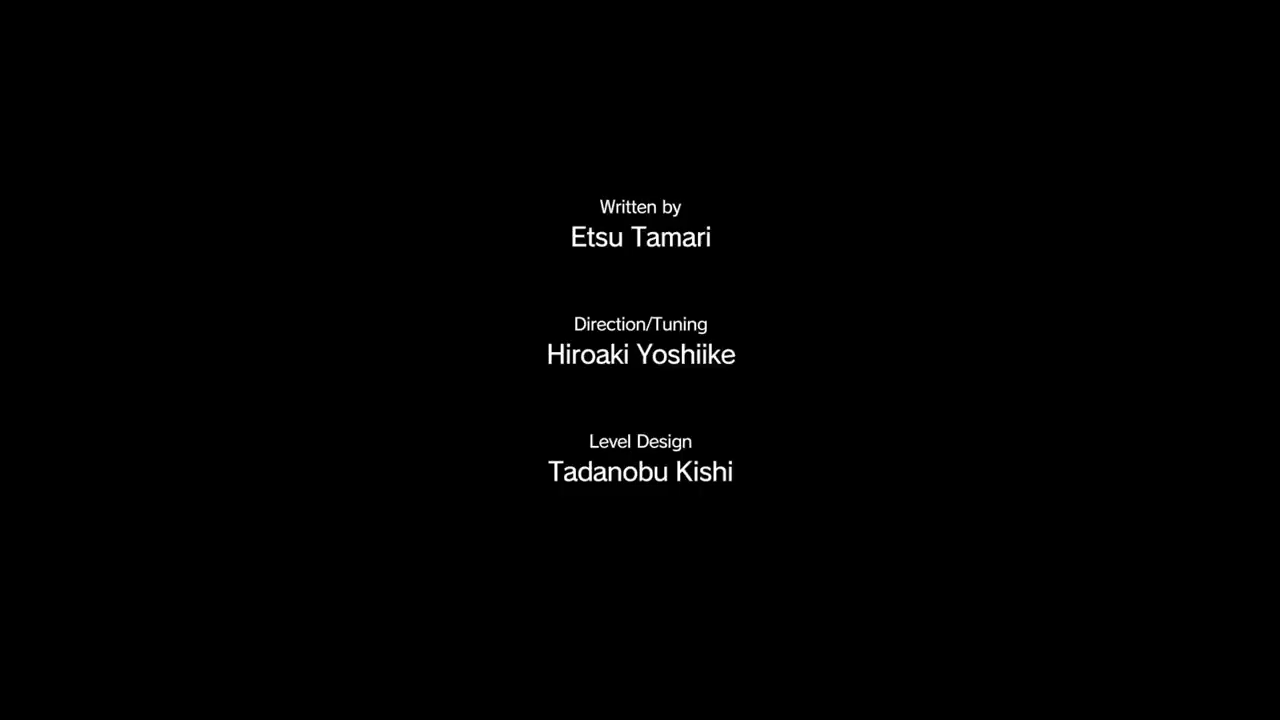 Written by
Etsu Tamari
Direction/Tuning
Hiroaki Yoshiike
Level Design
Tadanobu Kishi